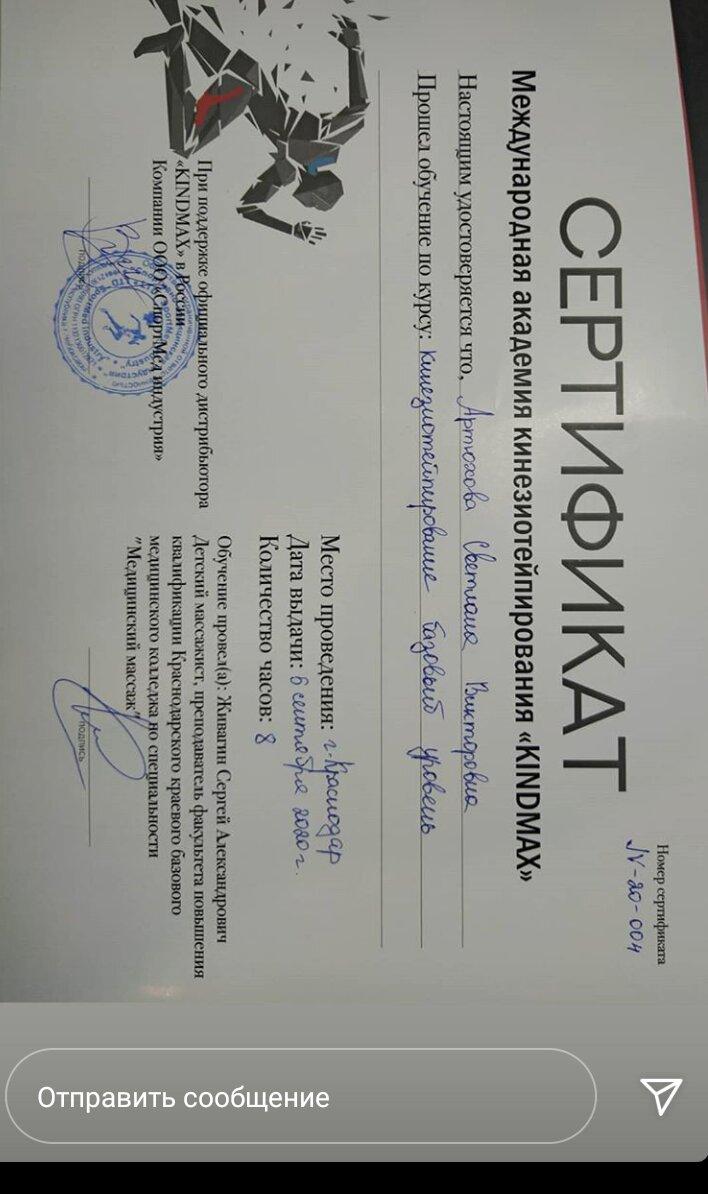 Номер сертификата
JV-20-004
СЕРТИФИКАТ
Международная академия кинезиотейпирования «KINDMAX»
Настоящим удостоверяется что, Артюхова Светлана Викторовна
Прошел обучение по курсу: Кинезиотейпирование базовый уровень
Место проведения: г. Краснодар
Дата выдачи: 6 сентября 2020 г.
Количество часов: 8
При поддержке официального дистрибьютора
«KINDMAX» в России
Компании ООО «СпортМед индустрия»
подпись
Обучение провел(а): Живагин Сергей Александрович
Детский массажист, преподаватель факультета повышения
квалификации Краснодарского краевого базового
медицинского колледжа по специальности
"Медицинский массаж"
подпись
Отправить сообщение